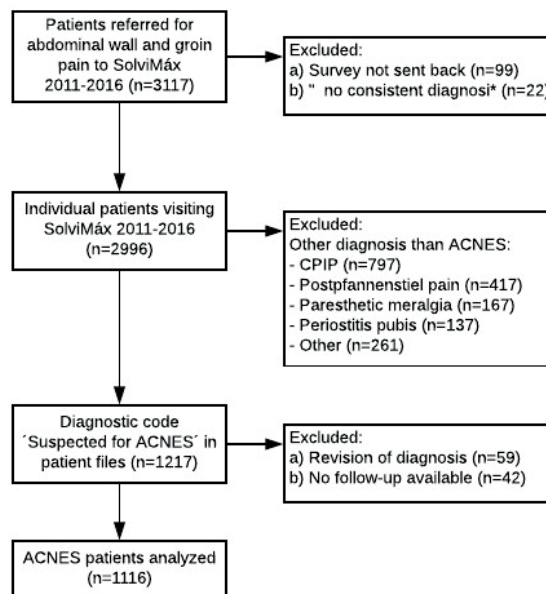 Patients referred for
abdominal wall and groin
pain to SolviMáx
2011-2016 (n=3117)
Excluded:
a) Survey not sent back (n=99)
b) " no consistent diagnosi* (n=22)
Individual patients visiting
SolviMáx 2011-2016
(n=2996)
Excluded:
Other diagnosis than ACNES:
- CPIP (n=797)
- Postpfannenstiel pain (n=417)
- Paresthetic meralgia (n=167)
- Periostitis pubis (n=137)
- Other (n=261)
Diagnostic code
´Suspected for ACNES´ in
patient files (n=1217)
Excluded:
a) Revision of diagnosis (n=59)
b) No follow-up available (n=42)
ACNES patients analyzed
(n=1116)